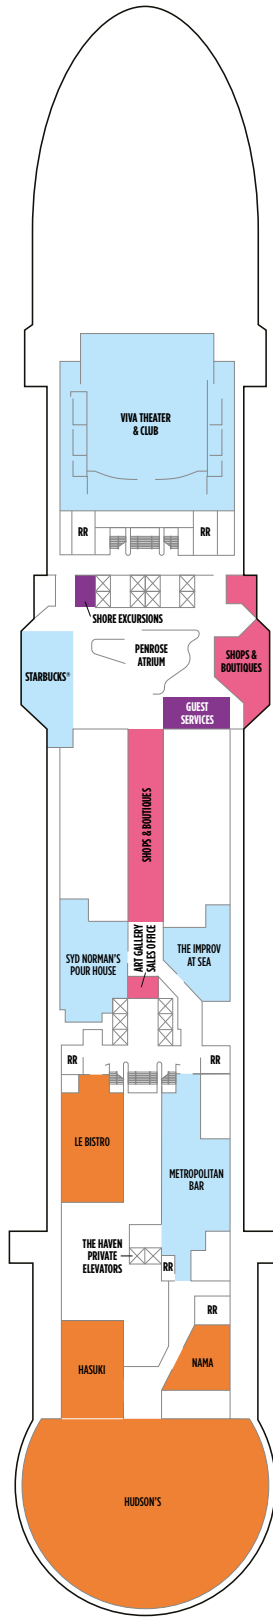 VIVA THEATER
& CLUB
RR
RR
SHORE EXCURSIONS
PENROSE
ATRIUM
STARBUCKS®
SHOPS &
BOUTIQUES
GUEST
SERVICES
SHOPS & BOUTIQUES
ART GALLERY
SALES OFFICE
SYD NORMAN'S
POUR HOUSE
THE IMPROV
AT SEA
RR
RR
LE BISTRO
METROPOLITAN
BAR
THE HAVEN
PRIVATE
ELEVATORS
RR
RR
HASUKI
NAMA
HUDSON'S